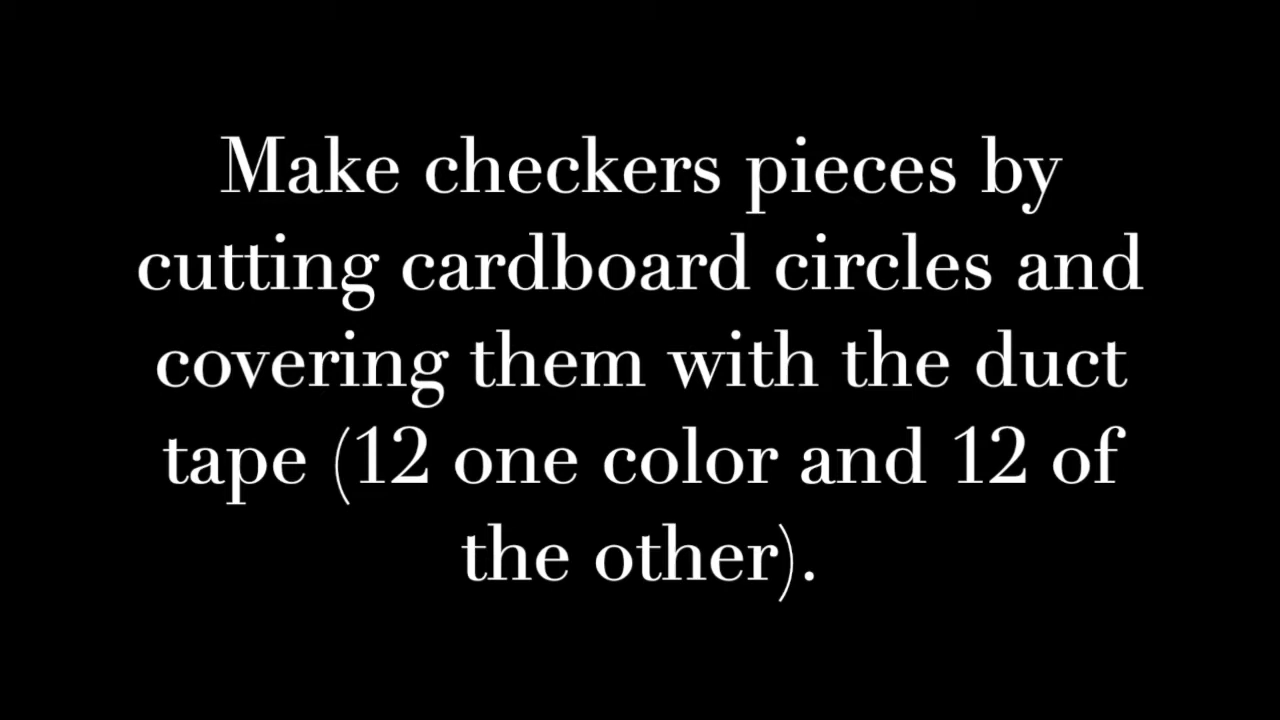 Make checkers pieces by
cutting cardboard circles and
covering them with the duct
tape (12 one color and 12 of
the other).